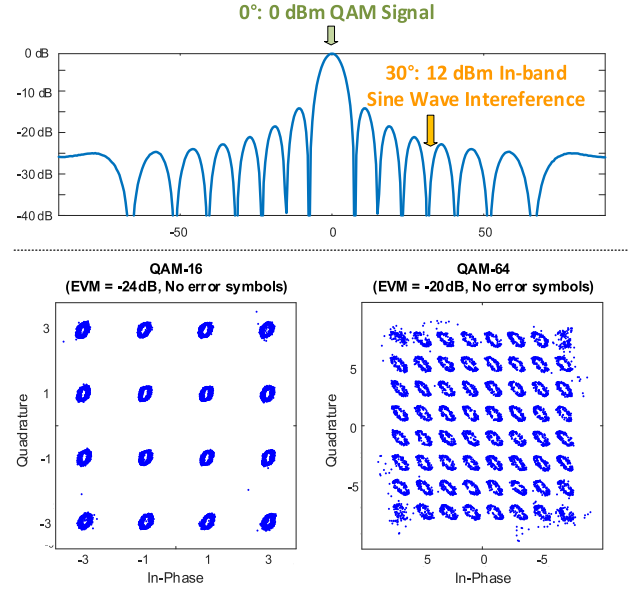 0°: 0 dBm QAM Signal
30°: 12 dBm In-band
Sine Wave Intereference
0 dB
-10 dB
-20 dB
-30 dB
-40 dB
-50
0
50
QAM-16
(EVM = -24dB, No error symbols)
Quadrature
3
1
-1
-3
-3
-1
1
3
In-Phase
QAM-64
(EVM = -20dB, No error symbols)
Quadrature
5
0
-5
5
0
-5
In-Phase